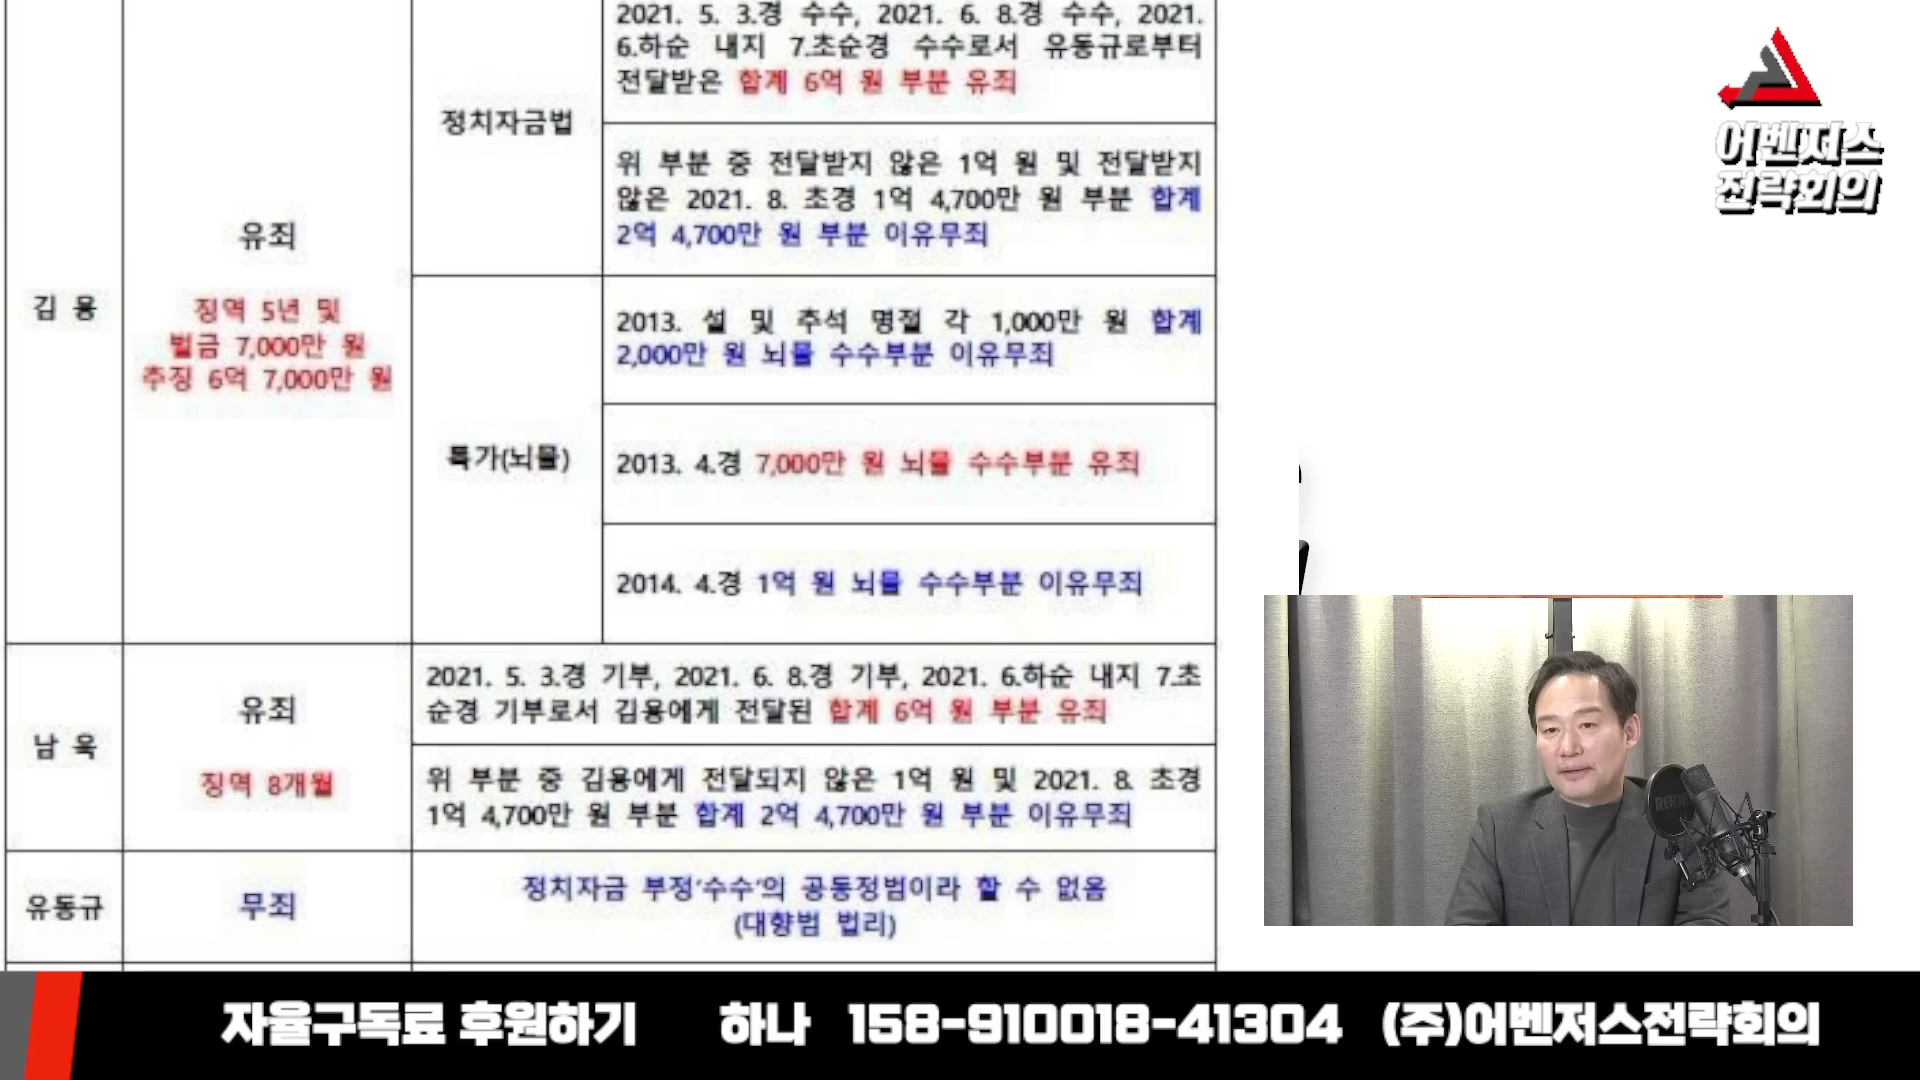 2021. 5. 3.경 수수, 2021. 6. 8.경 수수, 2021.
6.하순 내지 7.초순경 수수로서 유동규로부터
전달받은 합계 6억 원 부분 유죄
정치자금법
위 부분 중 전달받지 않은 1억 원 및 전달받지
않은 2021. 8. 초경 1억 4,700만 원 부분 합계
2억 4,700만 원 부분 이유무죄
김 용
유죄
징역 5년 및
벌금 7,000만 원
추징 6억 7,000만 원
2013. 설 및 추석 명절 각 1,000만 원 합계
2,000만 원 뇌물 수수부분 이유무죄
특가(뇌물)
2013. 4.경 7,000만 원 뇌물 수수부분 유죄
2014. 4.경 1억 원 뇌물 수수부분 이유무죄
남 욱
유죄
징역 8개월
2021. 5. 3.경 기부, 2021. 6. 8.경 기부, 2021. 6.하순 내지 7.초
순경 기부로서 김용에게 전달된 합계 6억 원 부분 유죄
위 부분 중 김용에게 전달되지 않은 1억 원 및 2021. 8. 초경
1억 4,700만 원 부분 합계 2억 4,700만 원 부분 이유무죄
유동규
무죄
정치자금 부정'수수'의 공동정범이라 할 수 없음
(대향범 법리)
어벤저스
전략회의
RØDE
자율구독료 후원하기 하나 158-910018-41304 (주)어벤저스전략회의